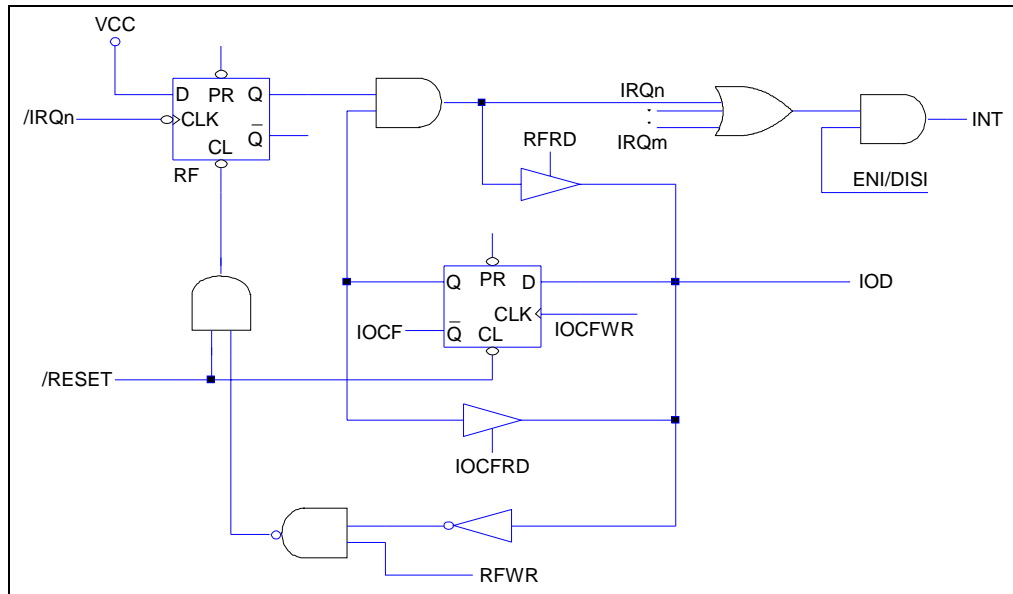 VCC
D PR Q
/IRQn CLK
Q̅
CL
RF
IRQn
:
IRQm
RFRD
INT
ENI/DISI
Q PR D
IOD
CLK
IOCF Q̅ CL IOCFWR
/RESET
IOCFRD
RFWR